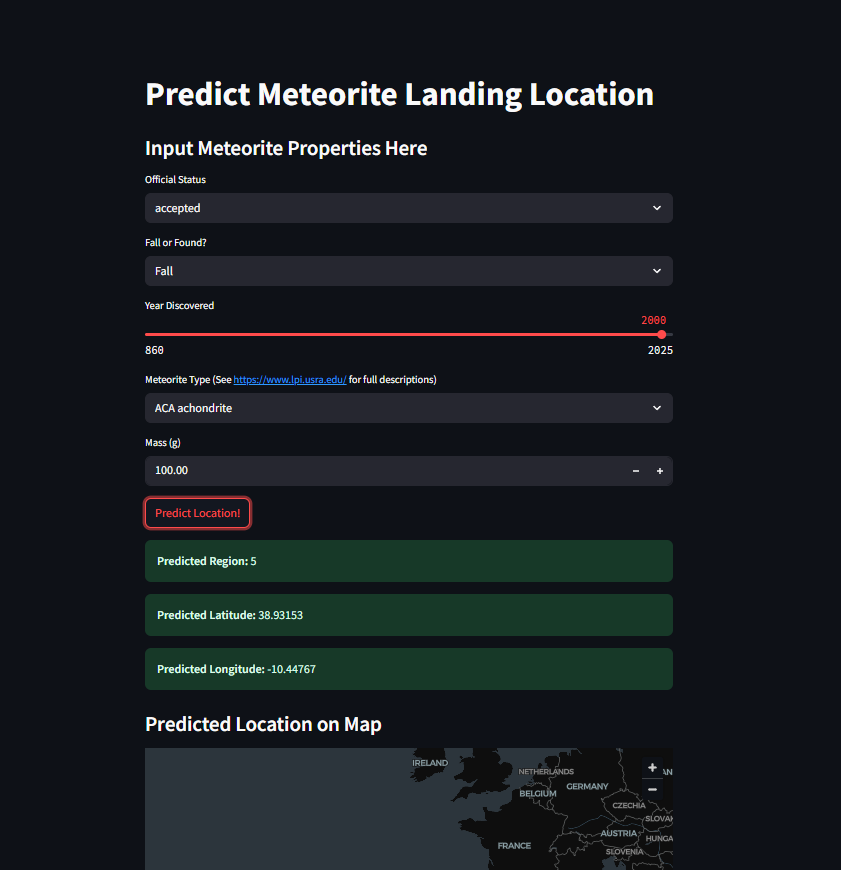 Predict Meteorite Landing Location
Input Meteorite Properties Here
Official Status
accepted
Fall or Found?
Fall
Year Discovered
2000
860 2025
Meteorite Type (See https://www.lpi.usra.edu/ for full descriptions)
ACA achondrite
Mass (g)
100.00
Predict Location!
Predicted Region: 5
Predicted Latitude: 38.93153
Predicted Longitude: -10.44767
Predicted Location on Map
IRELAND
NETHERLANDS
BELGIUM
GERMANY
CZECHIA
SLOVAK
AUSTRIA
HUNGA
FRANCE
SLOVENIA